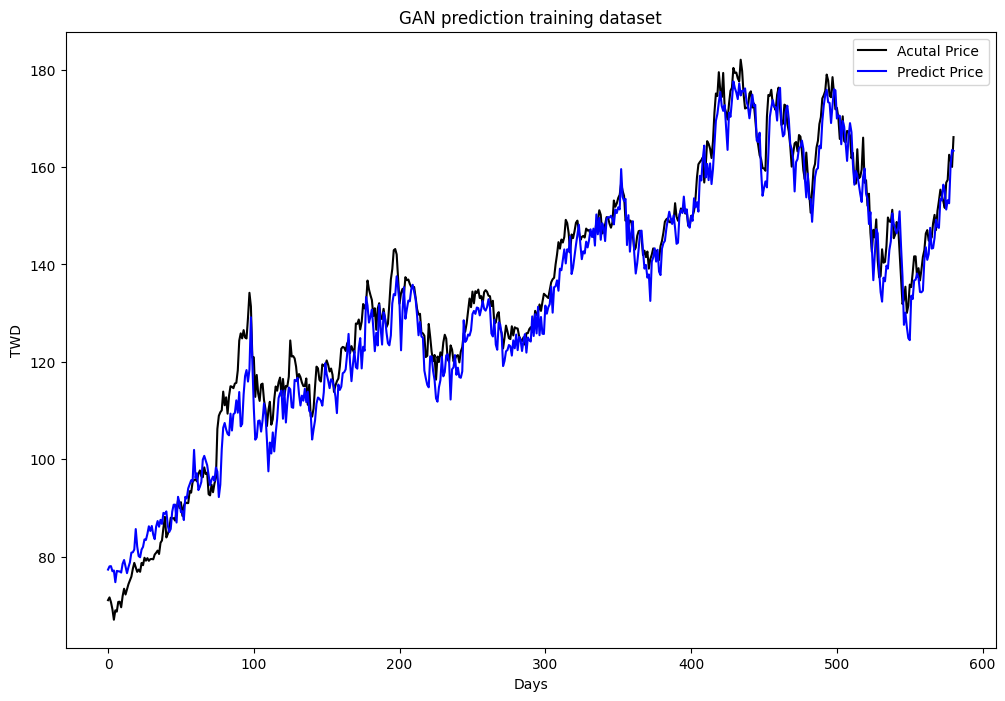 GAN prediction training dataset
Acutal Price
Predict Price
TWD
180
160
140
120
100
80
0 100 200 300 400 500 600
Days